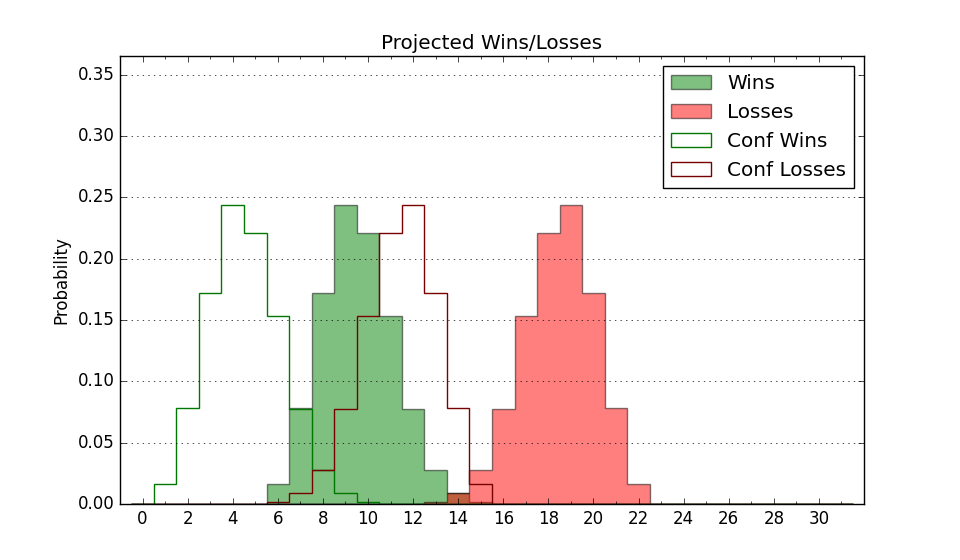 Projected Wins/Losses
0.35
0.30
0.25
0.20
0.15
0.10
0.05
0.00
Probability
Wins
Losses
Conf Wins
Conf Losses
0 2 4 6 8 10 12 14 16 18 20 22 24 26 28 30